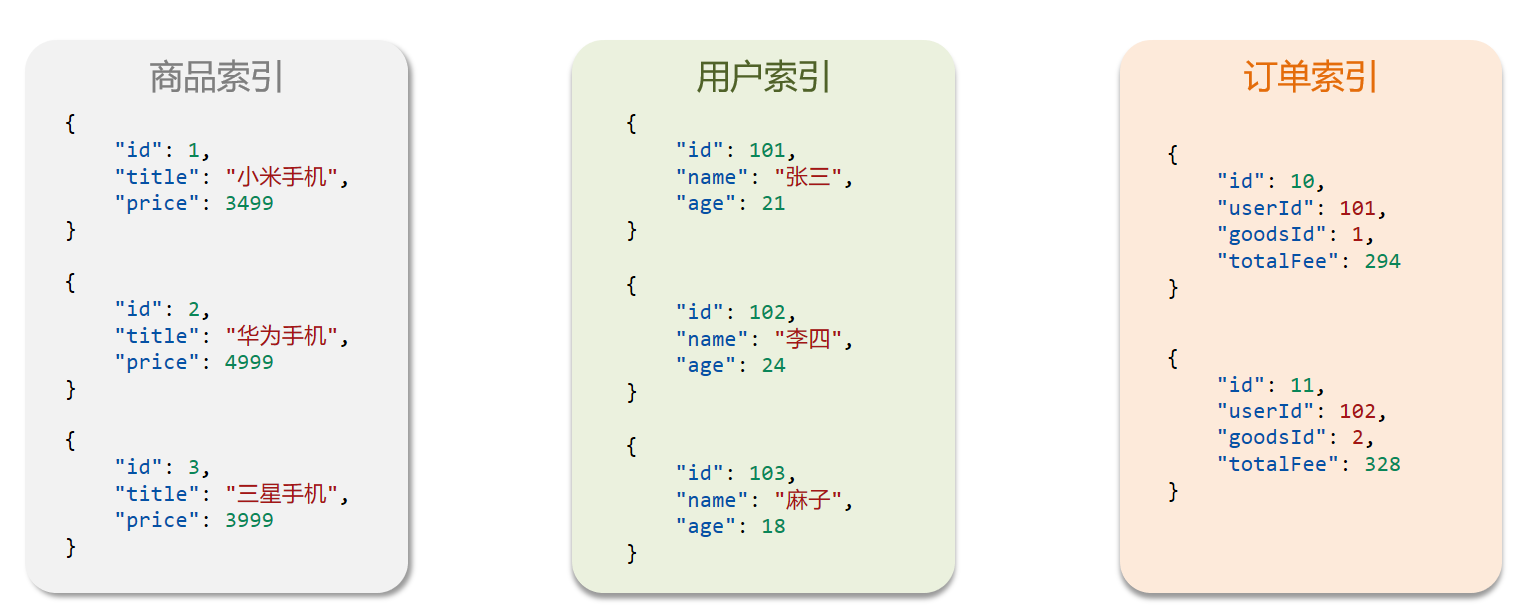 商品索引
{
"id": 1,
"title": "小米手机",
"price": 3499
}
{
"id": 2,
"title": "华为手机",
"price": 4999
}
{
"id": 3,
"title": "三星手机",
"price": 3999
}
用户索引
{
"id": 101,
"name": "张三",
"age": 21
}
{
"id": 102,
"name": "李四",
"age": 24
}
{
"id": 103,
"name": "麻子",
"age": 18
}
订单索引
{
"id": 10,
"userId": 101,
"goodsId": 1,
"totalFee": 294
}
{
"id": 11,
"userId": 102,
"goodsId": 2,
"totalFee": 328
}